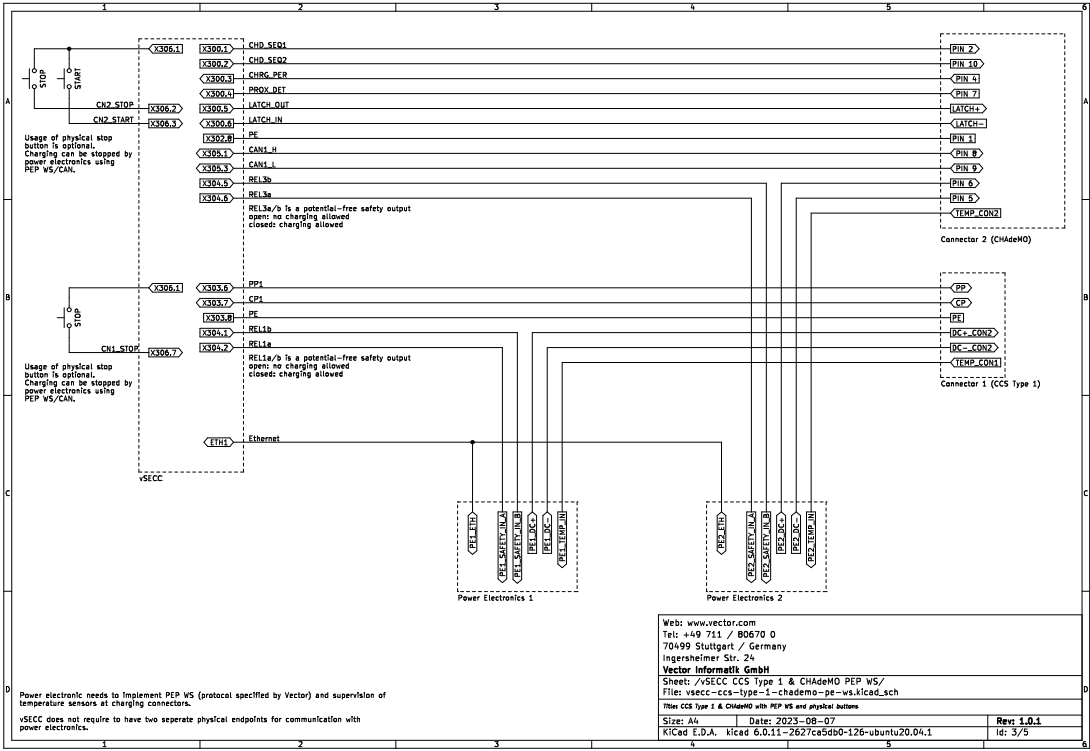 1 2 3 4 5 6
A
B
C
D
X306.1
STOP
START
CN2_STOP X306.2
CN2_START X306.3
Usage of physical stop
button is optional.
Charging can be stopped by
power electronics using
PEP WS/CAN.
X300.1 CHD_SEQ1 PIN 2
X300.2 CHD_SEQ2 PIN 10
X300.3 CHRG_PER PIN 4
X300.4 PROX_DET PIN 7
X300.5 LATCH_OUT LATCH+
X300.6 LATCH_IN LATCH-
X302.8 PE PIN 1
X305.1 CAN1_H PIN 8
X305.3 CAN1_L PIN 9
X304.5 REL3b PIN 6
X304.6 REL3a PIN 5
TEMP_CON2
REL3a/b is a potential-free safety output
open: no charging allowed
closed: charging allowed
Connector 2 (CHAdeMO)
X306.1
STOP
CN1_STOP X306.7
Usage of physical stop
button is optional.
Charging can be stopped by
power electronics using
PEP WS/CAN.
X303.6 PP1 PP
X303.7 CP1 CP
X303.8 PE PE
X304.1 REL1b DC+_CON2
X304.2 REL1a DC-_CON2
TEMP_CON1
REL1a/b is a potential-free safety output
open: no charging allowed
closed: charging allowed
Connector 1 (CCS Type 1)
ETH1 Ethernet
vSECC
PE1_ETH
PE1_SAFETY_IN_A
PE1_SAFETY_IN_B
PE1_DC+
PE1_DC-
PE1_TEMP_IN
Power Electronics 1
PE2_ETH
PE2_SAFETY_IN_A
PE2_SAFETY_IN_B
PE2_DC+
PE2_DC-
PE2_TEMP_IN
Power Electronics 2
Power electronic needs to implement PEP WS (protocol specified by Vector) and supervision of
temperature sensors at charging connectors.
vSECC does not require to have two seperate physical endpoints for communication with
power electronics.
Web: www.vector.com
Tel: +49 711 / 80670 0
70499 Stuttgart / Germany
Ingersheimer Str. 24
Vector Informatik GmbH
Sheet: /vSECC CCS Type 1 & CHAdeMO PEP WS/
File: vsecc-ccs-type-1-chademo-pe-ws.kicad_sch
Title: CCS Type 1 & CHAdeMO with PEP WS and physical buttons
Size: A4 Date: 2023-08-07 Rev: 1.0.1
KiCad E.D.A. kicad 6.0.11-2627ca5db0-126-ubuntu20.04.1 Id: 3/5
A
B
C
D
1 2 3 4 5 6